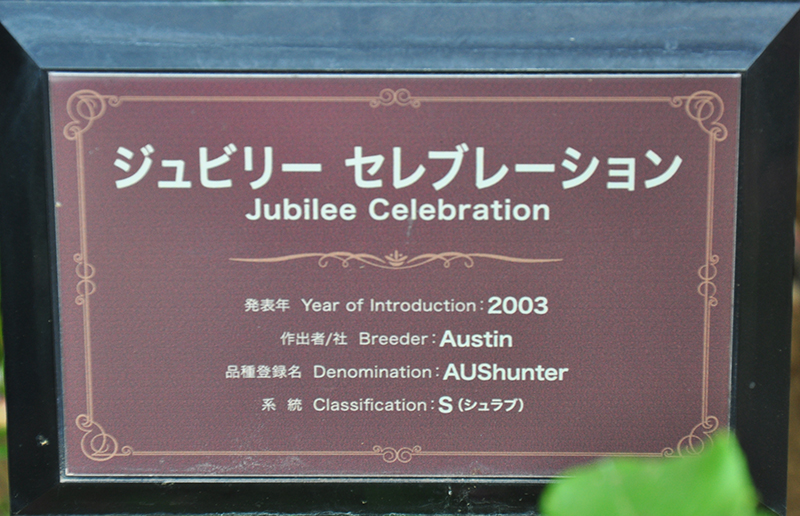 ジュビリー セレブレーション
Jubilee Celebration
発表年 Year of Introduction：2003
作出者/社 Breeder：Austin
品種登録名 Denomination：AUShunter
系 統 Classification：S（シュラブ）